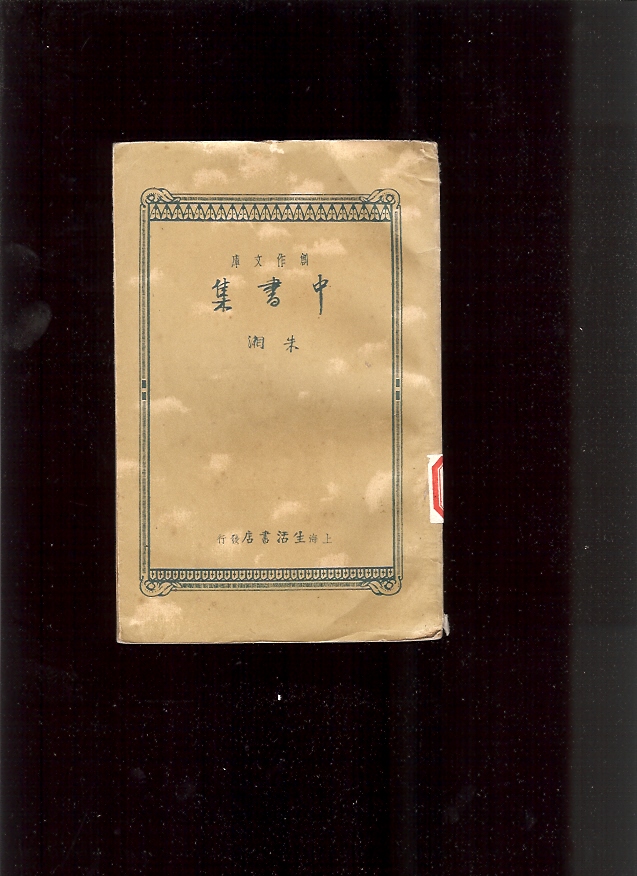 創作文庫
中書集
朱湘
上海生活書店發行